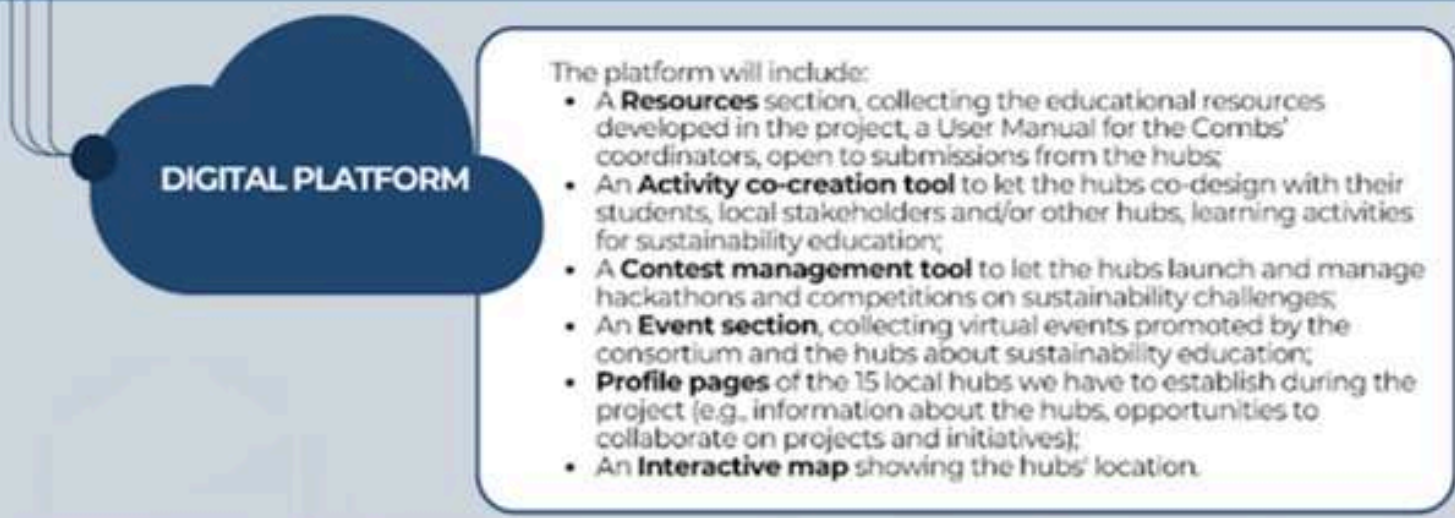 DIGITAL PLATFORM
The platform will include:
• A Resources section, collecting the educational resources
developed in the project, a User Manual for the Combs'
coordinators, open to submissions from the hubs;
• An Activity co-creation tool to let the hubs co-design with their
students, local stakeholders and/or other hubs, learning activities
for sustainability education;
• A Contest management tool to let the hubs launch and manage
hackathons and competitions on sustainability challenges;
• An Event section, collecting virtual events promoted by the
consortium and the hubs about sustainability education;
• Profile pages of the 15 local hubs we have to establish during the
project (e.g., information about the hubs, opportunities to
collaborate on projects and initiatives);
• An Interactive map showing the hubs' location.